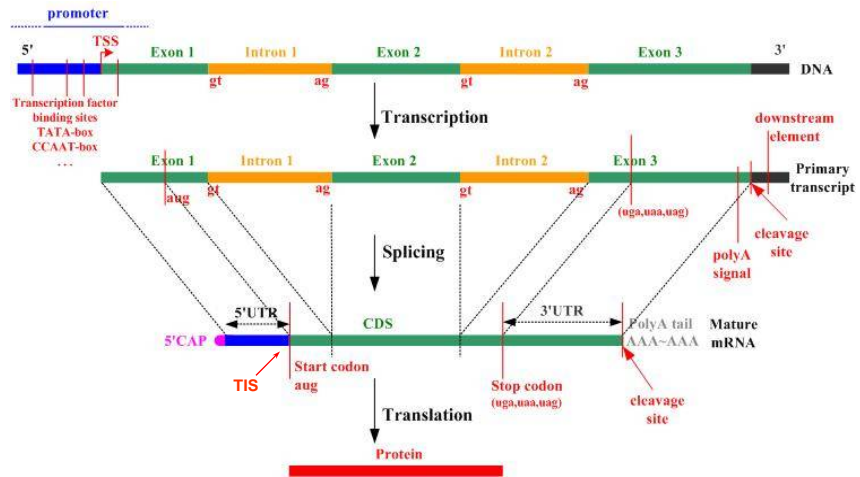 promoter
5' TSS Exon 1 Intron 1 Exon 2 Intron 2 Exon 3 3'
gt ag gt ag DNA
Transcription factor
binding sites
TATA-box
CCAAT-box
...
Transcription
downstream
element
Exon 1 Intron 1 Exon 2 Intron 2 Exon 3 Primary
transcript
aug gt ag gt ag
(uga,uaa,uag)
cleavage
site
polyA
signal
Splicing
5'UTR CDS 3'UTR PolyA tail Mature
5'CAP AAA~AAA mRNA
TIS
Start codon
aug
Stop codon
(uga,uaa,uag)
cleavage
site
Translation
Protein